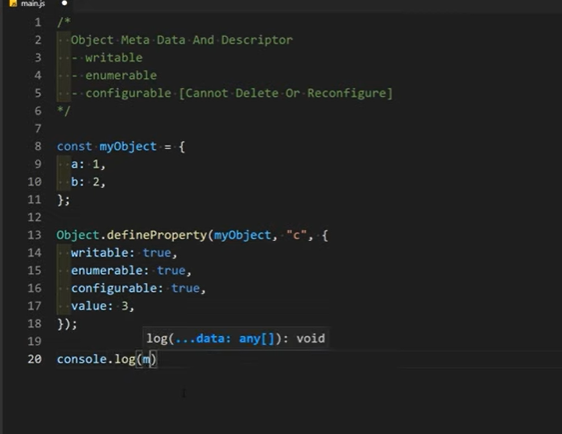 main.js
1 /*
2 Object Meta Data And Descriptor
3 - writable
4 - enumerable
5 - configurable [Cannot Delete Or Reconfigure]
6 */
7
8 const myObject = {
9 a: 1,
10 b: 2,
11 };
12
13 Object.defineProperty(myObject, "c", {
14 writable: true,
15 enumerable: true,
16 configurable: true,
17 value: 3,
18 });
log(...data: any[]): void
19
20 console.log(m)